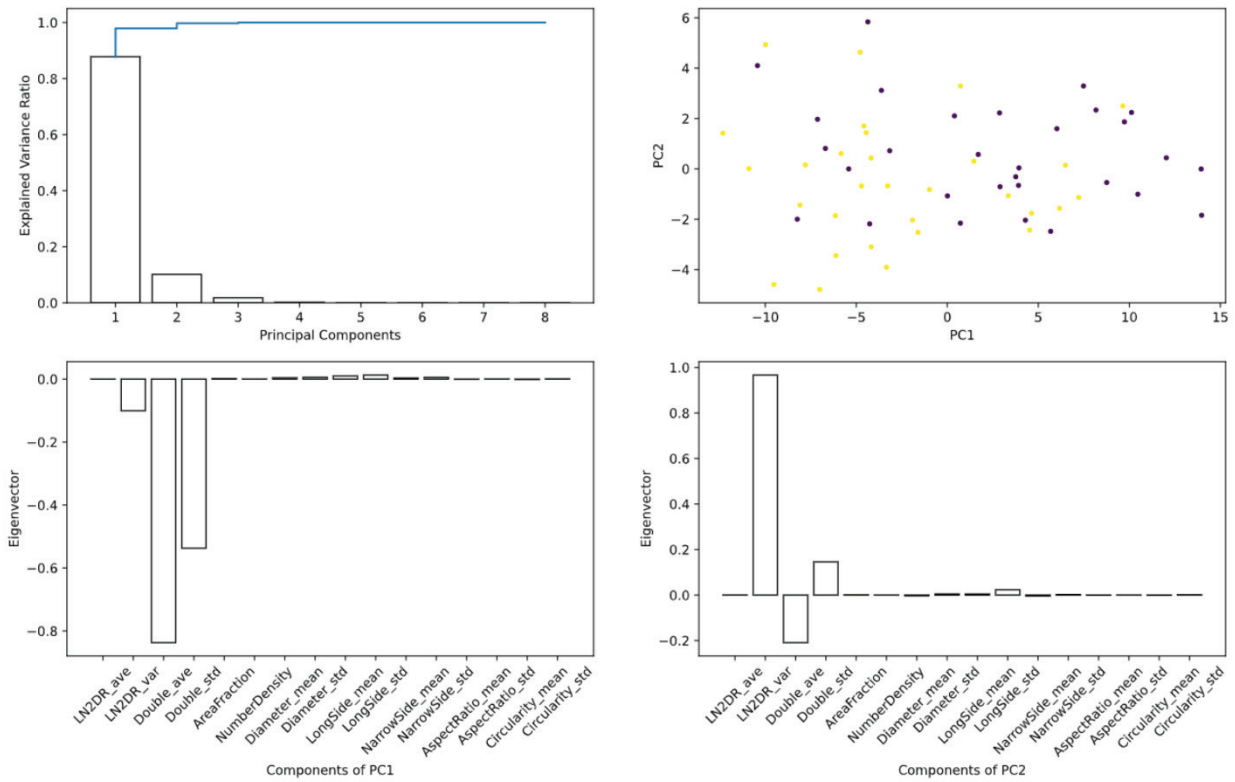 1.0
0.8
0.6
0.4
0.2
0.0
Explained Variance Ratio
1 2 3 4 5 6 7 8
Principal Components
6
4
2
0
−2
−4
PC2
−10 −5 0 5 10 15
PC1
0.0
−0.2
−0.4
−0.6
−0.8
Eigenvector
LN2DR_ave
LN2DR_var
Double_ave
Double_std
AreaFraction
NumberDensity
Diameter_mean
Diameter_std
LongSide_mean
LongSide_std
NarrowSide_mean
NarrowSide_std
AspectRatio_mean
AspectRatio_std
Circularity_mean
Circularity_std
Components of PC1
1.0
0.8
0.6
0.4
0.2
0.0
−0.2
Eigenvector
LN2DR_ave
LN2DR_var
Double_ave
Double_std
AreaFraction
NumberDensity
Diameter_mean
Diameter_std
LongSide_mean
LongSide_std
NarrowSide_mean
NarrowSide_std
AspectRatio_mean
AspectRatio_std
Circularity_mean
Circularity_std
Components of PC2